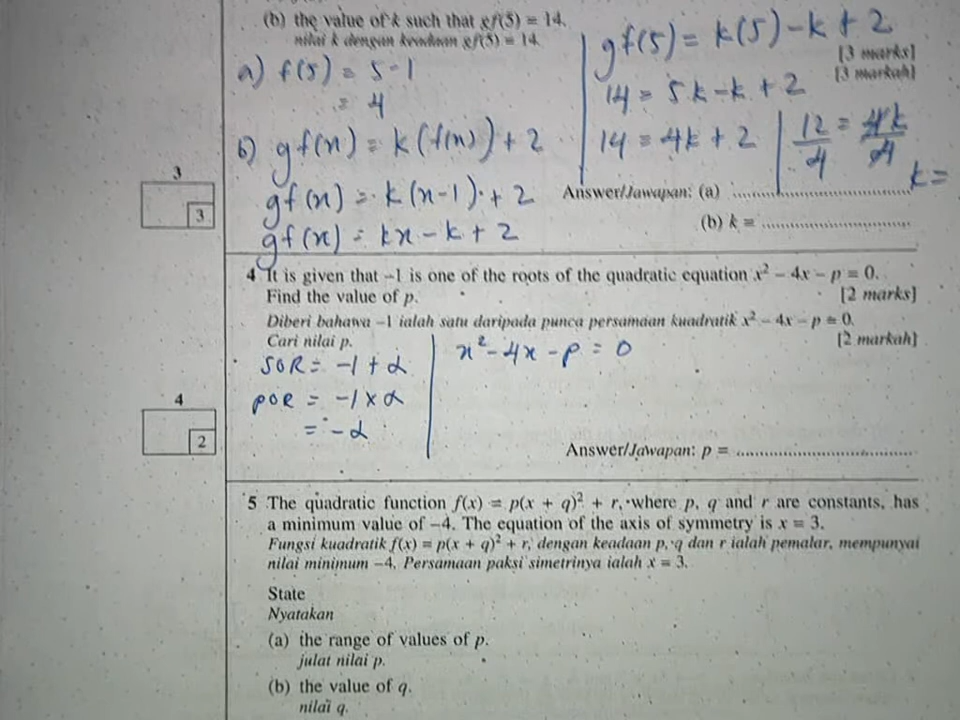 (b) the value of k such that gf(5) = 14.
nilai k dengan keadaan gf(5) = 14.
[3 marks]
[3 markah]
a) f(5) = 5-1
= 4
b) gf(x) = k(f(x)) + 2
gf(x) = k(x-1) + 2
gf(x) = kx - k + 2
gf(5) = k(5) - k + 2
14 = 5k - k + 2
14 = 4k + 2
12/4 = 4k/4
k =
3
3
Answer/Jawapan: (a) ........................................
(b) k = ........................................
4 It is given that −1 is one of the roots of the quadratic equation x² − 4x − p = 0.
Find the value of p. [2 marks]
Diberi bahawa −1 ialah satu daripada punca persamaan kuadratik x² − 4x − p = 0.
Cari nilai p. [2 markah]
SOR = -1 + α
POR = -1 × α
= -α
x² - 4x - p = 0
4
2
Answer/Jawapan: p = ........................................
5 The quadratic function f(x) = p(x + q)² + r, where p, q and r are constants, has
a minimum value of −4. The equation of the axis of symmetry is x = 3.
Fungsi kuadratik f(x) = p(x + q)² + r, dengan keadaan p, q dan r ialah pemalar, mempunyai
nilai minimum −4. Persamaan paksi simetrinya ialah x = 3.
State
Nyatakan
(a) the range of values of p.
julat nilai p.
(b) the value of q.
nilai q.